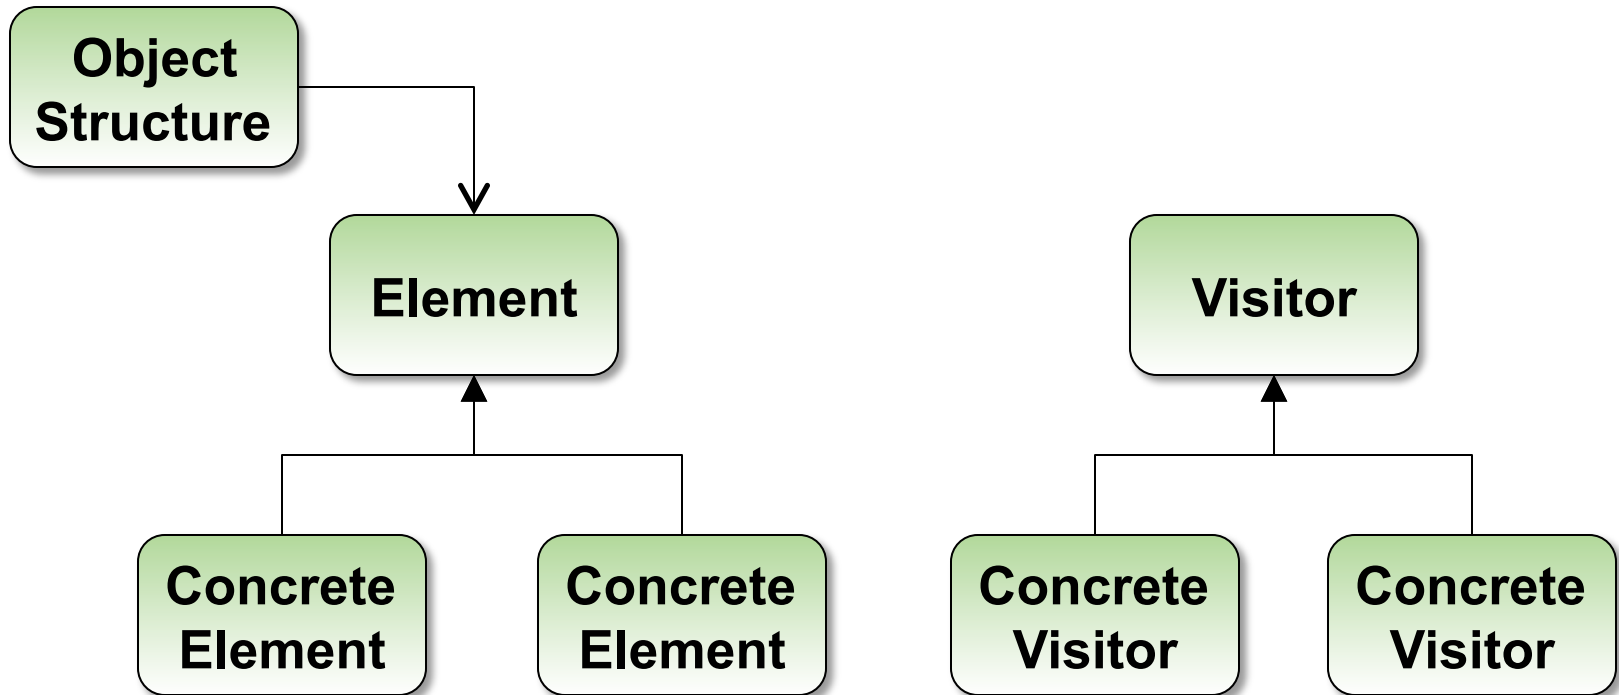 Object
Structure
Element
Visitor
Concrete
Element
Concrete
Element
Concrete
Visitor
Concrete
Visitor